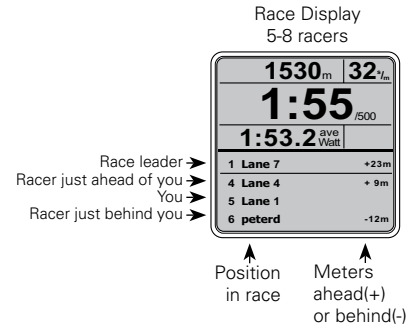 Race Display
5-8 racers
1530m 32s/m
1:55 /500
1:53.2 ave Watt
Race leader 1 Lane 7 +23m
Racer just ahead of you 4 Lane 4 + 9m
You 5 Lane 1
Racer just behind you 6 peterd -12m
Position in race
Meters ahead(+) or behind(-)